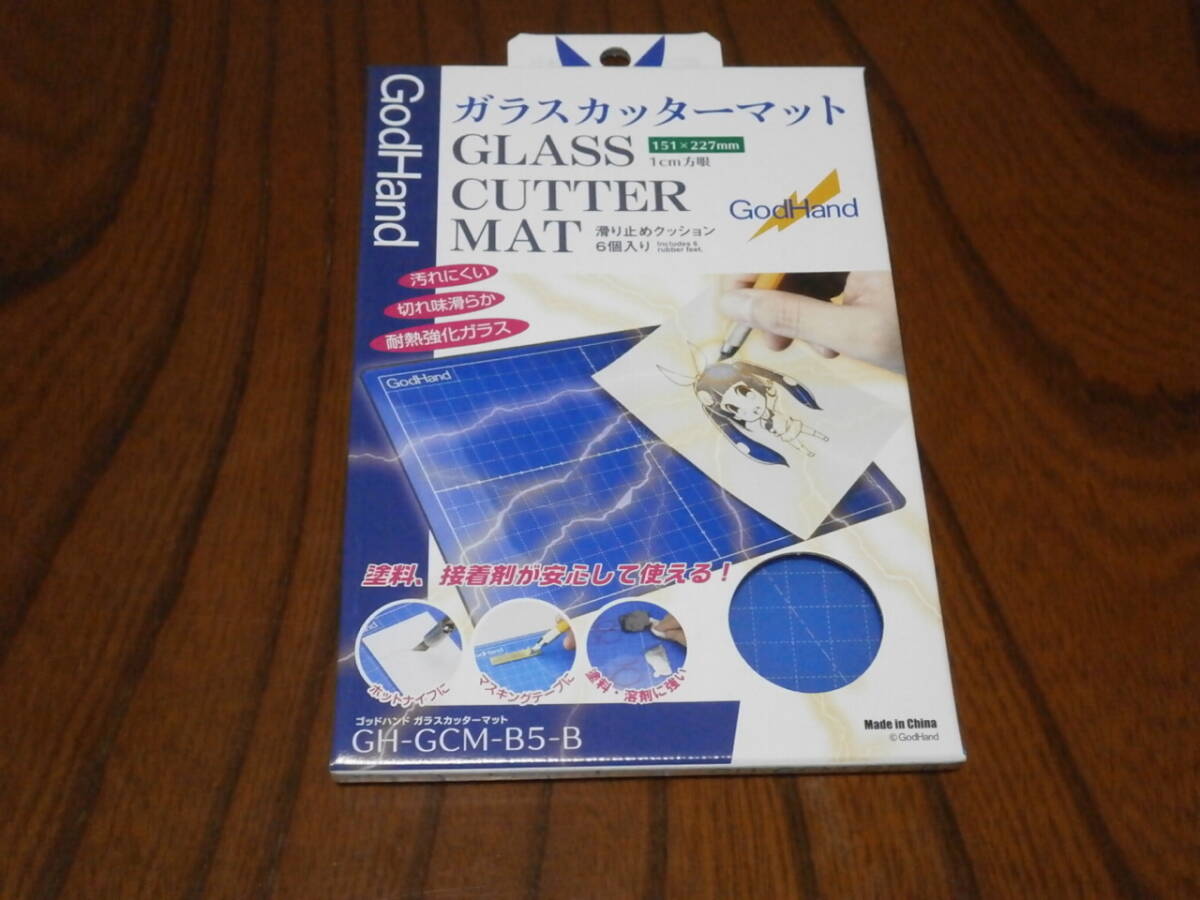 GodHand
ガラスカッターマット
GLASS
CUTTER
MAT
151×227mm
1cm方眼
GodHand
滑り止めクッション
6個入り
Includes 6
rubber feet.
汚れにくい
切れ味滑らか
耐熱強化ガラス
GodHand
塗料、接着剤が安心して使える！
ホットナイフに
マスキングテープに
塗料・溶剤に強い
ゴッドハンド ガラスカッターマット
GH-GCM-B5-B
Made in China
©GodHand